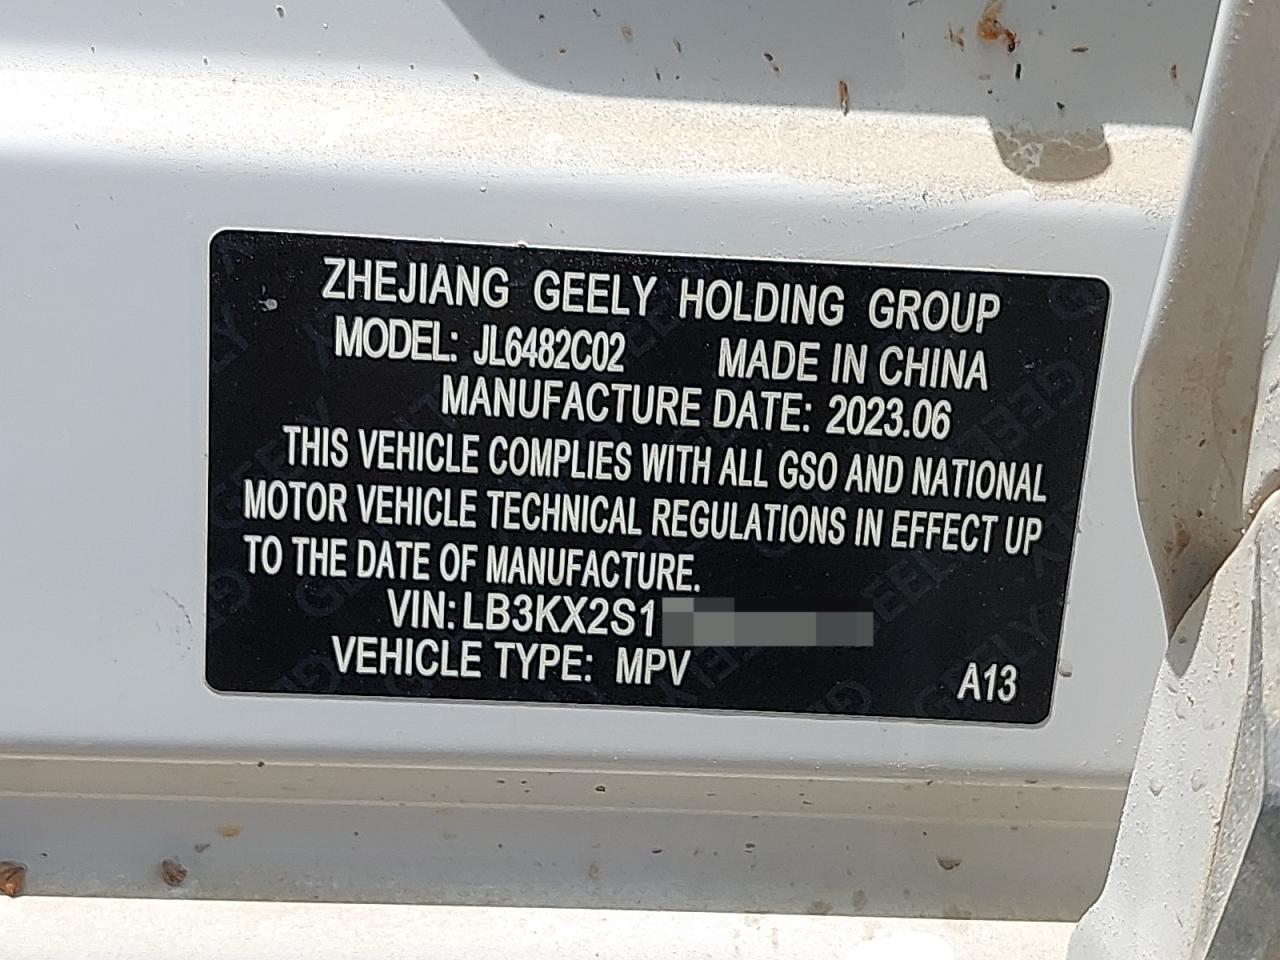 ZHEJIANG GEELY HOLDING GROUP
MODEL: JL6482C02 MADE IN CHINA
MANUFACTURE DATE: 2023.06
THIS VEHICLE COMPLIES WITH ALL GSO AND NATIONAL
MOTOR VEHICLE TECHNICAL REGULATIONS IN EFFECT UP
TO THE DATE OF MANUFACTURE.
VIN: LB3KX2S1
VEHICLE TYPE: MPV
A13